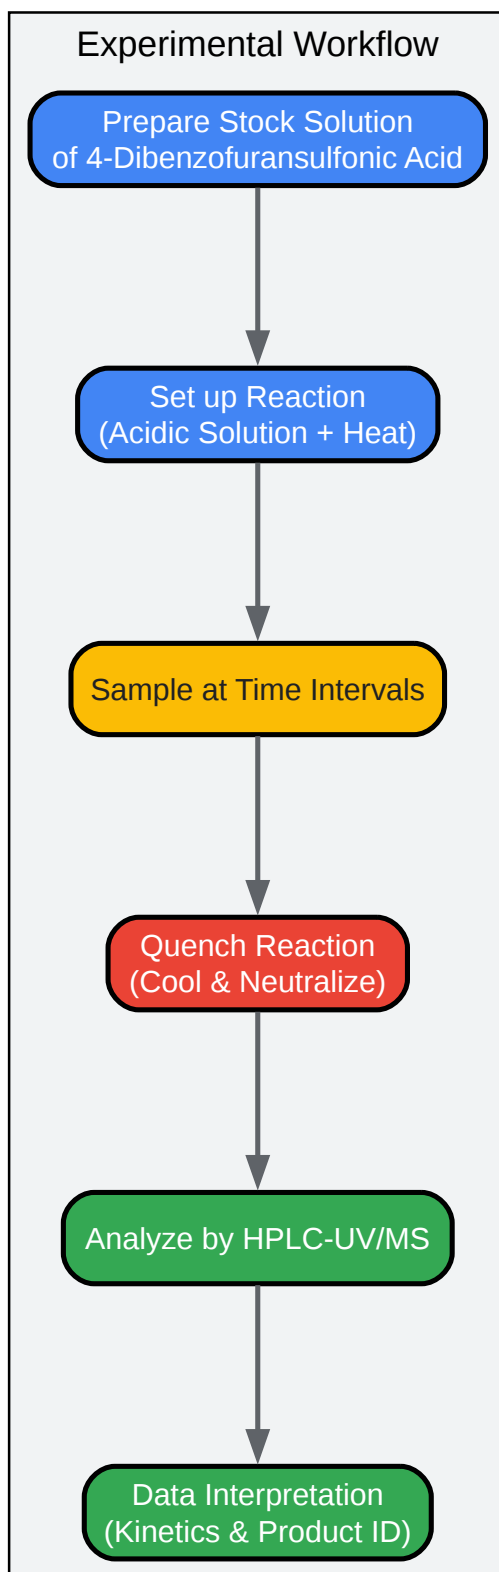 Experimental Workflow
Prepare Stock Solution
of 4-Dibenzofuransulfonic Acid
Set up Reaction
(Acidic Solution + Heat)
Sample at Time Intervals
Quench Reaction
(Cool & Neutralize)
Analyze by HPLC-UV/MS
Data Interpretation
(Kinetics & Product ID)